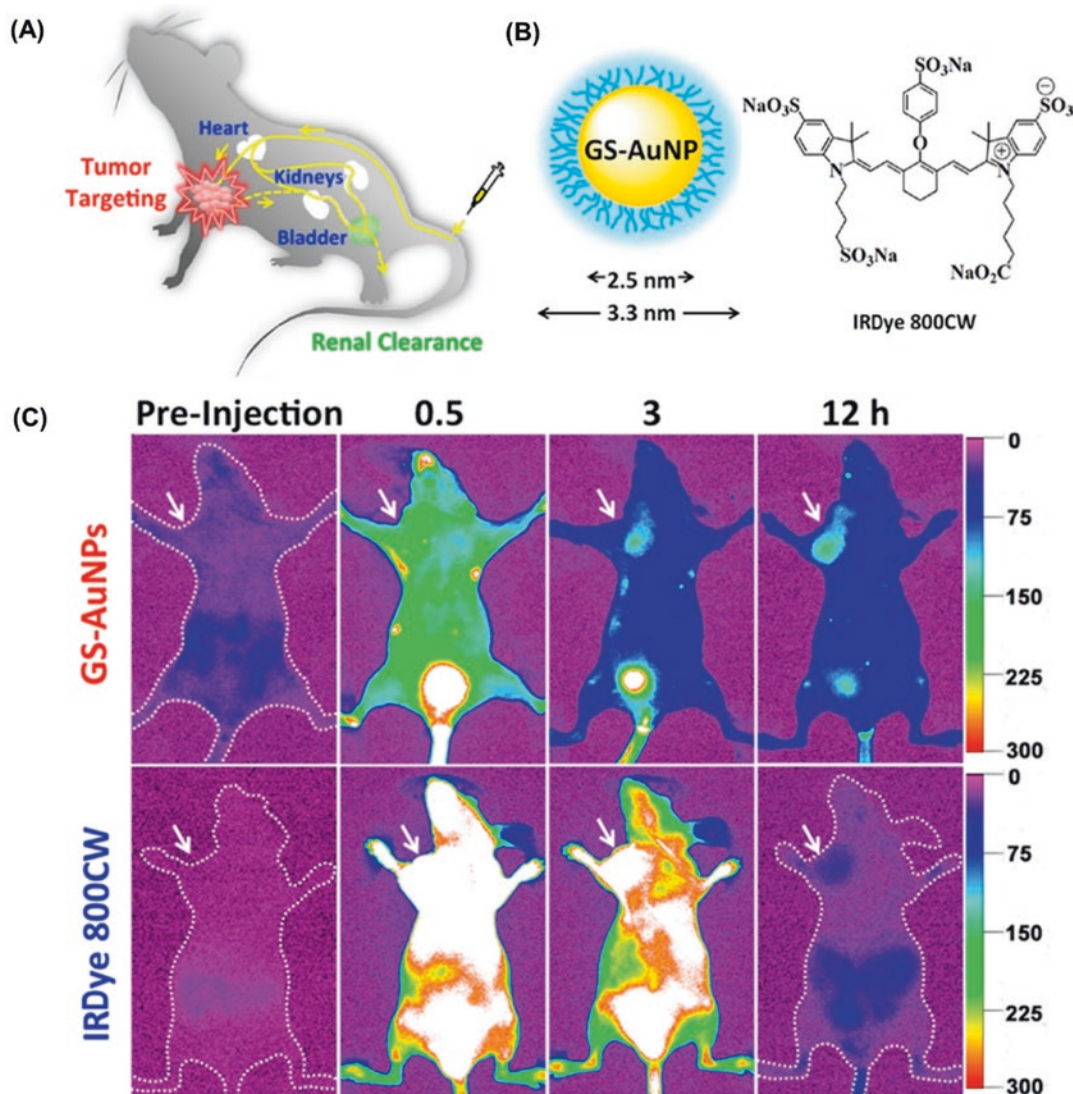 (A)
Heart
Tumor
Targeting
Kidneys
Bladder
Renal Clearance
(B)
GS-AuNP
2.5 nm
3.3 nm
SO3Na
NaO3S
⊖
SO3
O
N
N
⊕
SO3Na
NaO2C
IRDye 800CW
(C)
Pre-Injection 0.5 3 12 h
GS-AuNPs
0
75
150
225
300
IRDye 800CW
0
75
150
225
300